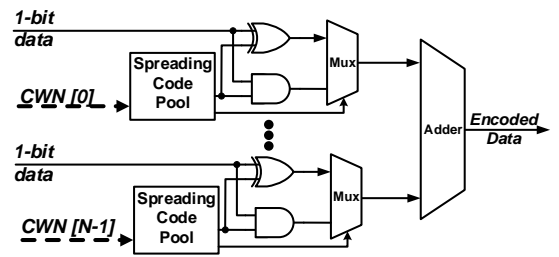 1-bit
data
Spreading
Code
Pool
CWN [0]
Mux
1-bit
data
Spreading
Code
Pool
CWN [N-1]
Mux
Adder
Encoded
Data